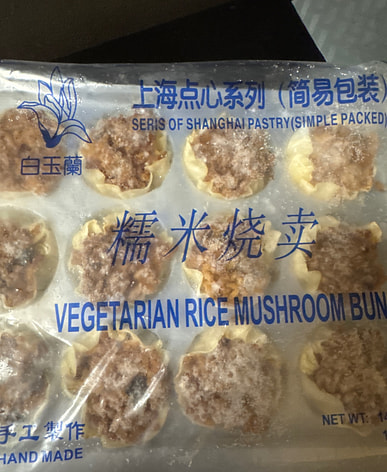 上海点心系列（简易包装）
SERIS OF SHANGHAI PASTRY(SIMPLE PACKED)
白玉蘭
糯米烧卖
VEGETARIAN RICE MUSHROOM BUN
手工製作
HAND MADE
NET WT: